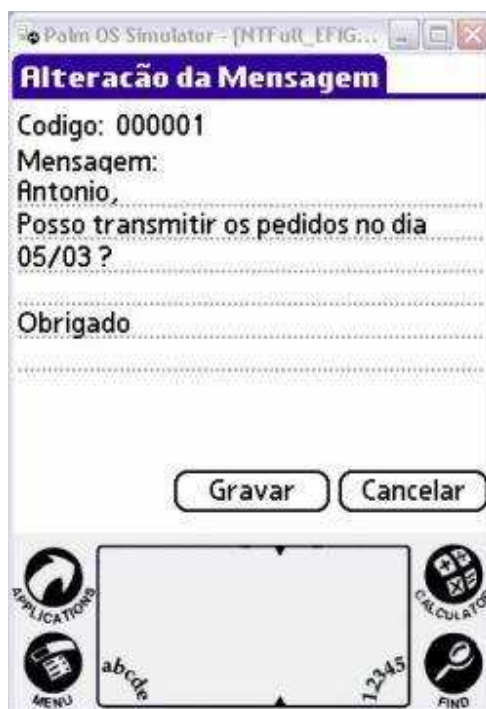 Palm OS Simulator - [NTFull_EFIG...
Alteração da Mensagem
Codigo: 000001
Mensagem:
Antonio,
Posso transmitir os pedidos no dia
05/03 ?
Obrigado
Gravar Cancelar
APPLICATIONS
CALCULATOR
abcde
12345
MENU
FIND